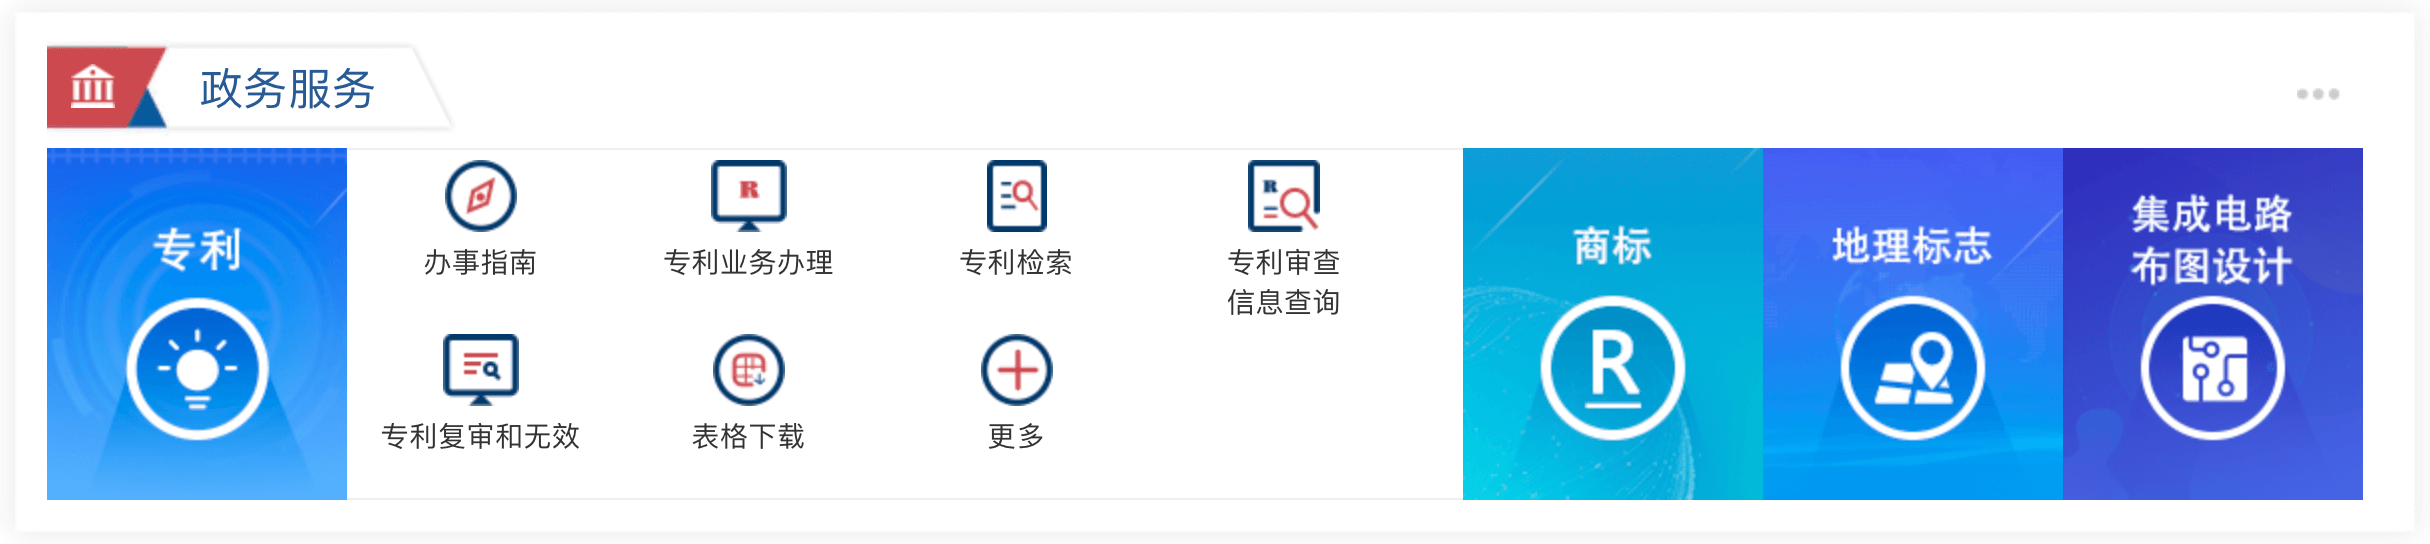 政务服务
专利
办事指南
专利业务办理
专利检索
专利审查
信息查询
专利复审和无效
表格下载
更多
商标
R
地理标志
集成电路
布图设计